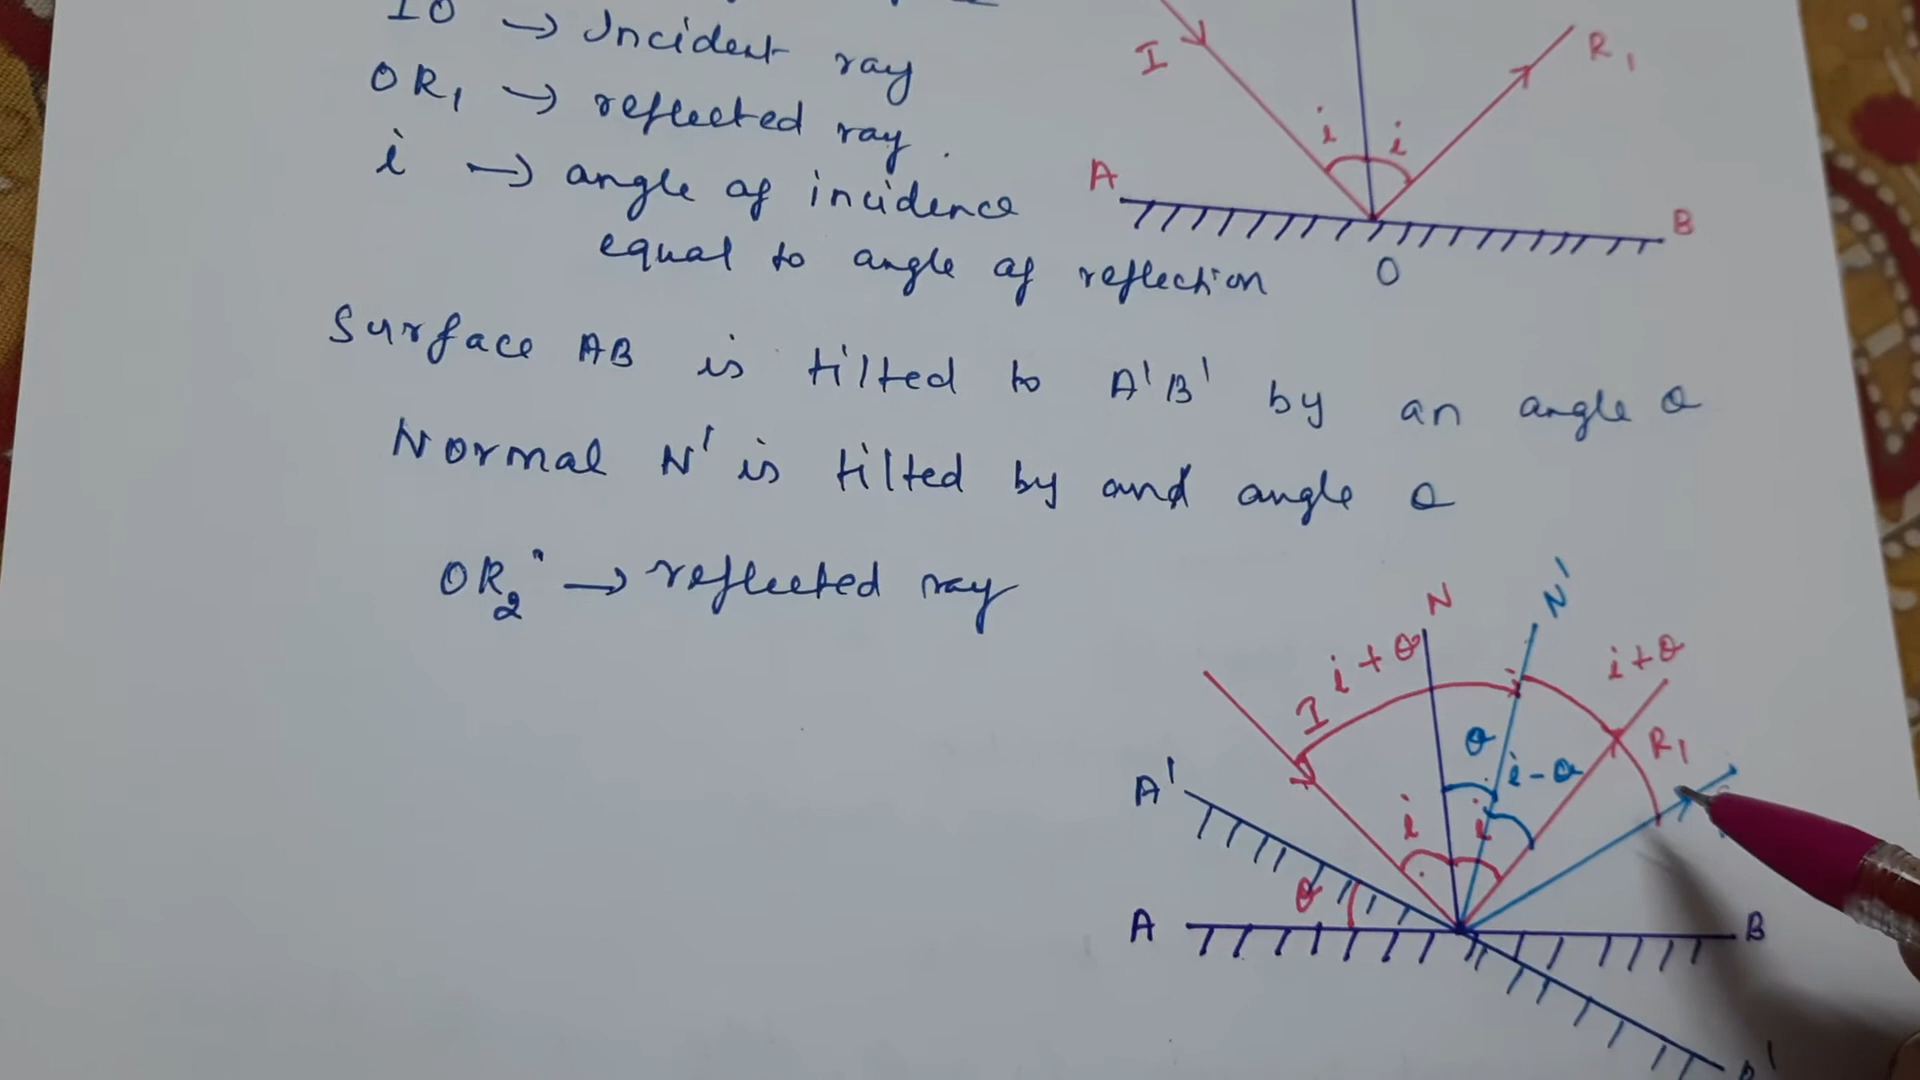 IO → Incident ray
OR₁ → reflected ray.
i → angle of incidence
equal to angle of reflection
Surface AB is tilted to A'B' by an angle θ
Normal N' is tilted by and angle θ
OR₂ → reflected ray
I
R₁
i i
A
B
O
N N'
i+θ i+θ
I
θ
R₁
A'
i-θ
i i
θ
A
B